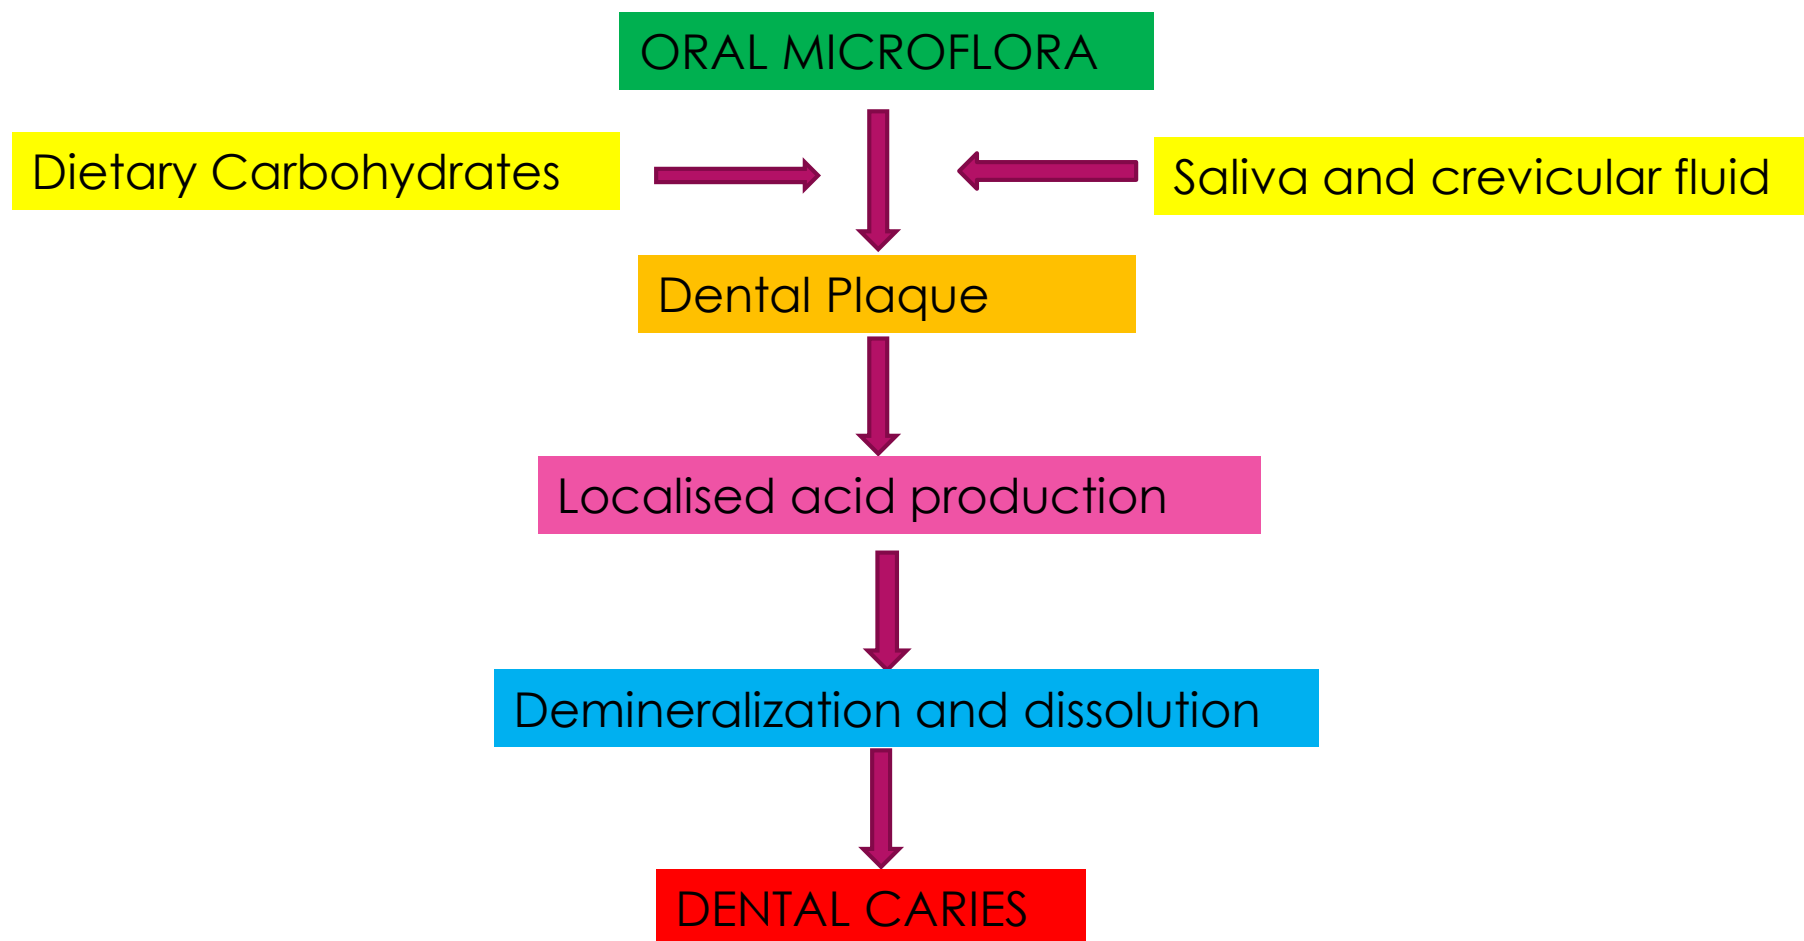 ORAL MICROFLORA
Dietary Carbohydrates
Saliva and crevicular fluid
Dental Plaque
Localised acid production
Demineralization and dissolution
DENTAL CARIES